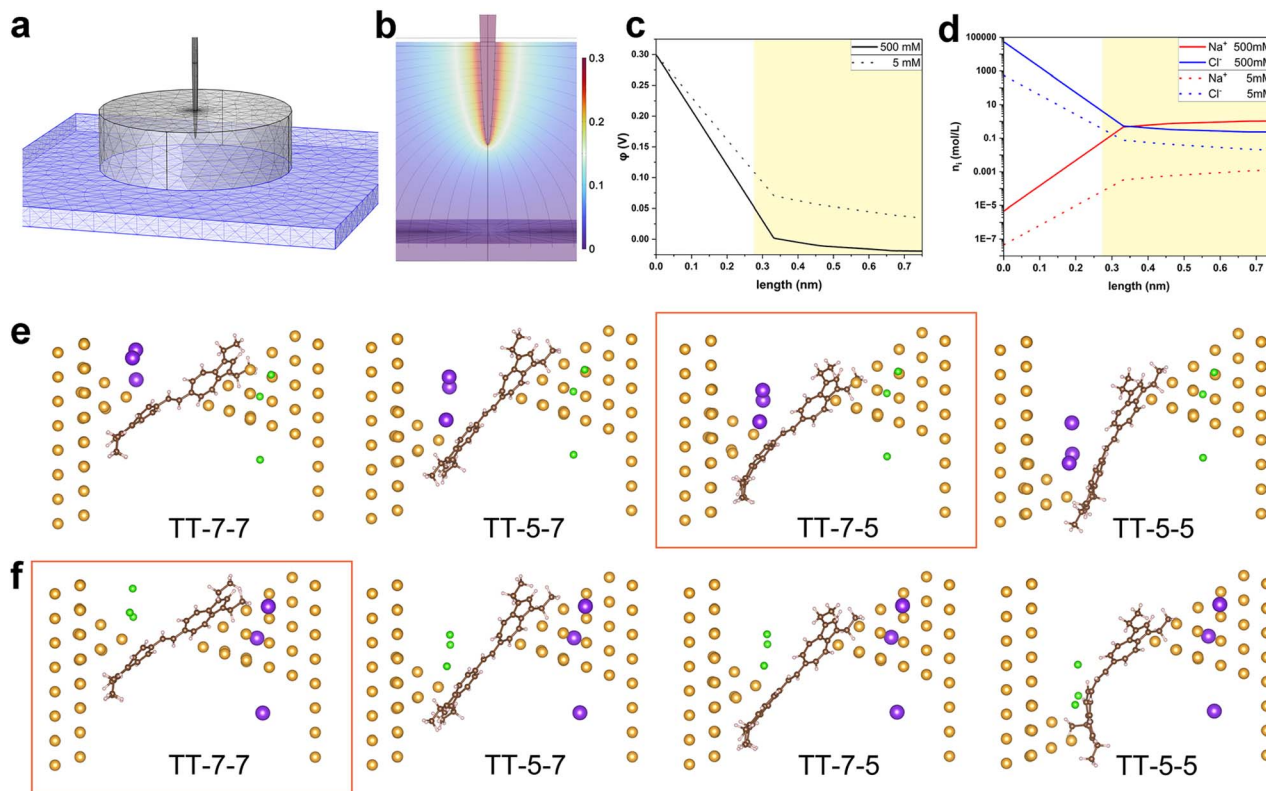 a
b
0.3
0.2
0.1
0
c
500 mM
5 mM
φ (V)
0.30
0.25
0.20
0.15
0.10
0.05
0.00
0.0 0.1 0.2 0.3 0.4 0.5 0.6 0.7
length (nm)
d
Na⁺ 500mM
Cl⁻ 500mM
Na⁺ 5mM
Cl⁻ 5mM
nᵢ (mol/L)
100000
1000
10
0.1
0.001
1E−5
1E−7
0.0 0.1 0.2 0.3 0.4 0.5 0.6 0.7
length (nm)
e
TT-7-7
TT-5-7
TT-7-5
TT-5-5
f
TT-7-7
TT-5-7
TT-7-5
TT-5-5